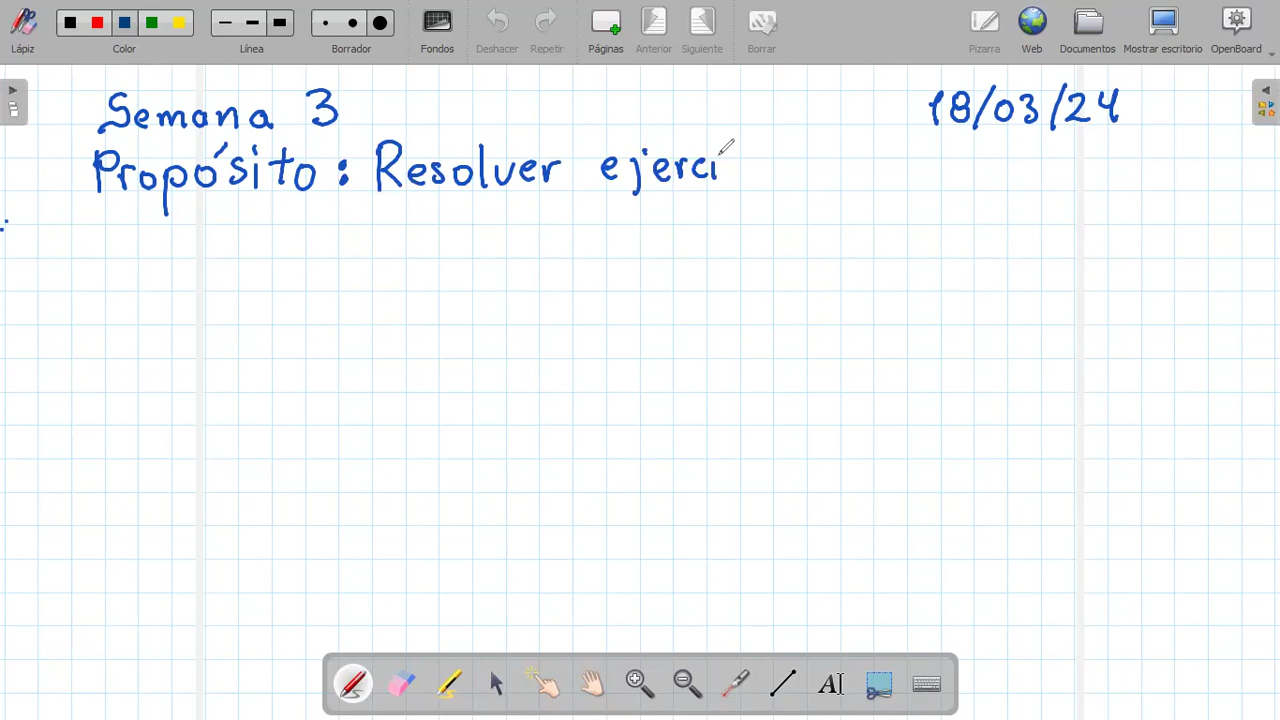 Lápiz Color Línea Borrador Fondos Deshacer Repetir Páginas Anterior Siguiente Borrar Pizarra Web Documentos Mostrar escritorio OpenBoard
Semana 3 18/03/24
Propósito: Resolver ejerci
AI